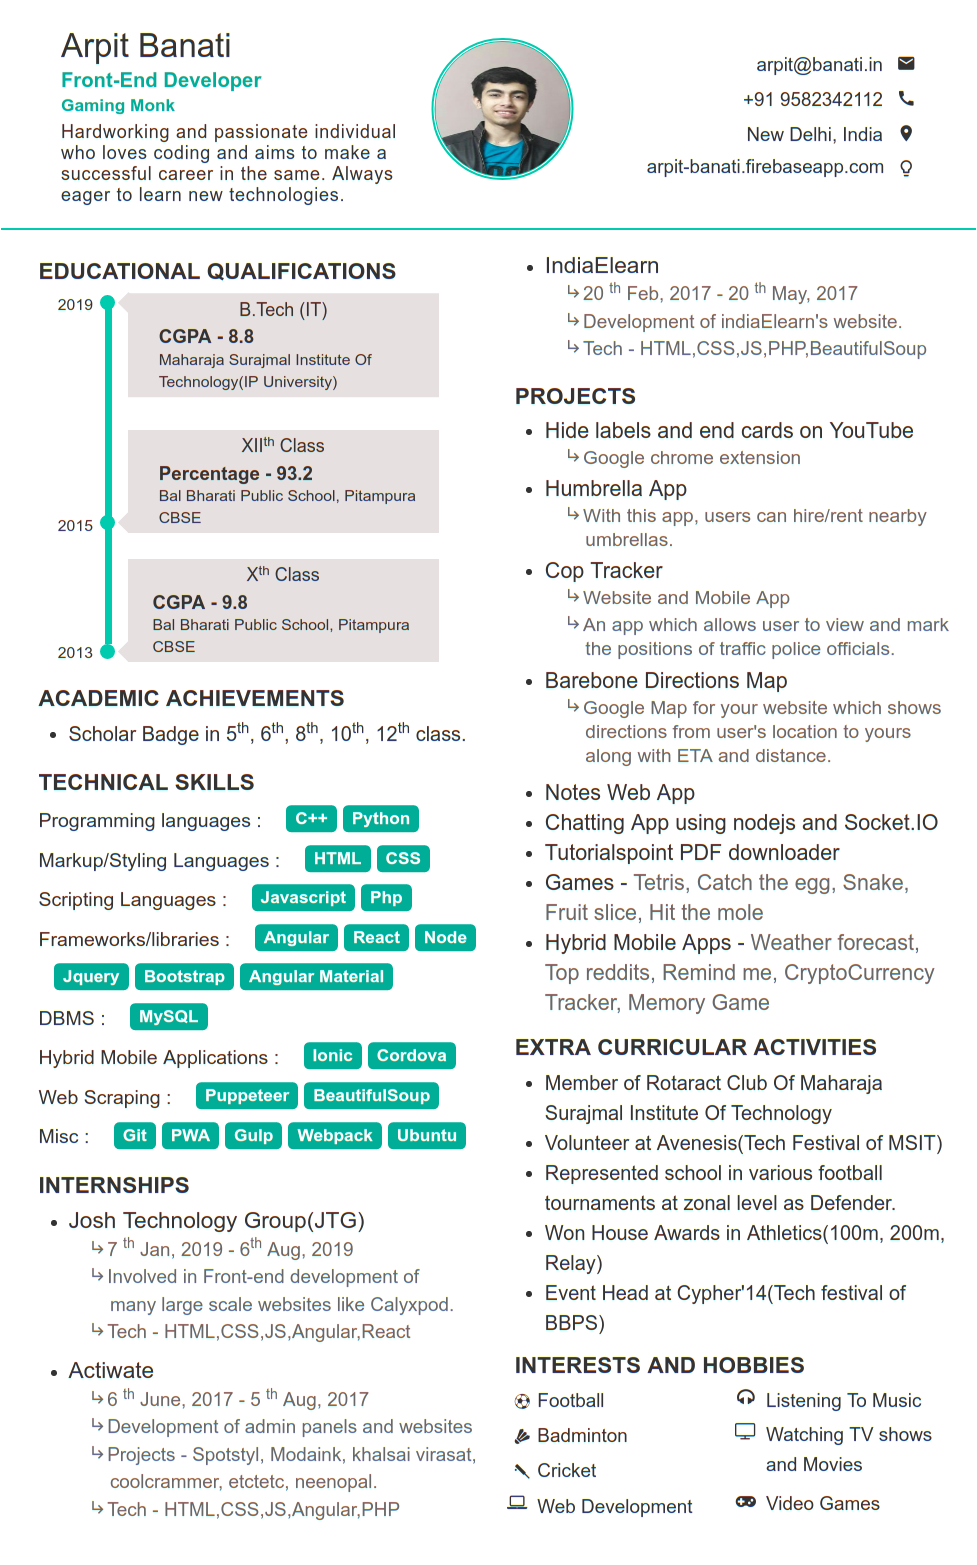 Arpit Banati
Front-End Developer
Gaming Monk
Hardworking and passionate individual
who loves coding and aims to make a
successful career in the same. Always
eager to learn new technologies.
arpit@banati.in
+91 9582342112
New Delhi, India
arpit-banati.firebaseapp.com
EDUCATIONAL QUALIFICATIONS
2019
B.Tech (IT)
CGPA - 8.8
Maharaja Surajmal Institute Of
Technology(IP University)
XIIth Class
Percentage - 93.2
Bal Bharati Public School, Pitampura
CBSE
2015
Xth Class
CGPA - 9.8
Bal Bharati Public School, Pitampura
CBSE
2013
ACADEMIC ACHIEVEMENTS
• Scholar Badge in 5th, 6th, 8th, 10th, 12th class.
TECHNICAL SKILLS
Programming languages : C++ Python
Markup/Styling Languages : HTML CSS
Scripting Languages : Javascript Php
Frameworks/libraries : Angular React Node
Jquery Bootstrap Angular Material
DBMS : MySQL
Hybrid Mobile Applications : Ionic Cordova
Web Scraping : Puppeteer BeautifulSoup
Misc : Git PWA Gulp Webpack Ubuntu
INTERNSHIPS
• Josh Technology Group(JTG)
↳7 th Jan, 2019 - 6th Aug, 2019
↳Involved in Front-end development of
many large scale websites like Calyxpod.
↳Tech - HTML,CSS,JS,Angular,React
• Actiwate
↳6 th June, 2017 - 5 th Aug, 2017
↳Development of admin panels and websites
↳Projects - Spotstyl, Modaink, khalsai virasat,
coolcrammer, etctetc, neenopal.
↳Tech - HTML,CSS,JS,Angular,PHP
• IndiaElearn
↳20 th Feb, 2017 - 20 th May, 2017
↳Development of indiaElearn's website.
↳Tech - HTML,CSS,JS,PHP,BeautifulSoup
PROJECTS
• Hide labels and end cards on YouTube
↳Google chrome extension
• Humbrella App
↳With this app, users can hire/rent nearby
umbrellas.
• Cop Tracker
↳Website and Mobile App
↳An app which allows user to view and mark
the positions of traffic police officials.
• Barebone Directions Map
↳Google Map for your website which shows
directions from user's location to yours
along with ETA and distance.
• Notes Web App
• Chatting App using nodejs and Socket.IO
• Tutorialspoint PDF downloader
• Games - Tetris, Catch the egg, Snake,
Fruit slice, Hit the mole
• Hybrid Mobile Apps - Weather forecast,
Top reddits, Remind me, CryptoCurrency
Tracker, Memory Game
EXTRA CURRICULAR ACTIVITIES
• Member of Rotaract Club Of Maharaja
Surajmal Institute Of Technology
• Volunteer at Avenesis(Tech Festival of MSIT)
• Represented school in various football
tournaments at zonal level as Defender.
• Won House Awards in Athletics(100m, 200m,
Relay)
• Event Head at Cypher'14(Tech festival of
BBPS)
INTERESTS AND HOBBIES
Football
Badminton
Cricket
Web Development
Listening To Music
Watching TV shows
and Movies
Video Games